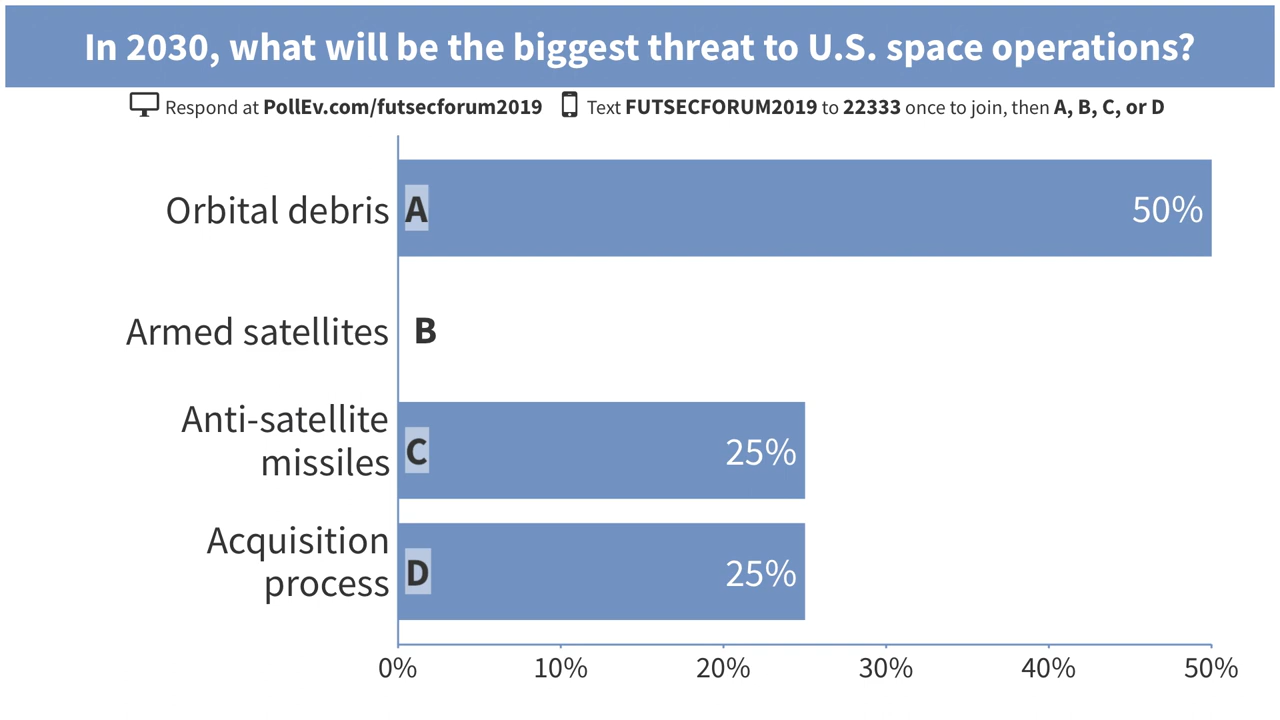 In 2030, what will be the biggest threat to U.S. space operations?
Respond at PollEv.com/futsecforum2019 Text FUTSECFORUM2019 to 22333 once to join, then A, B, C, or D
Orbital debris A 50%
Armed satellites B
Anti-satellite
missiles
C 25%
Acquisition
process
D 25%
0% 10% 20% 30% 40% 50%